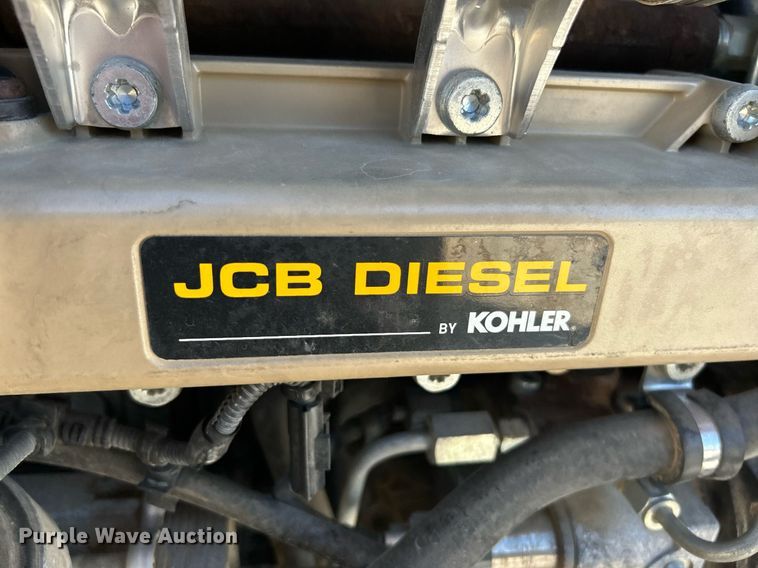 JCB DIESEL
BY KOHLER®
Purple Wave Auction